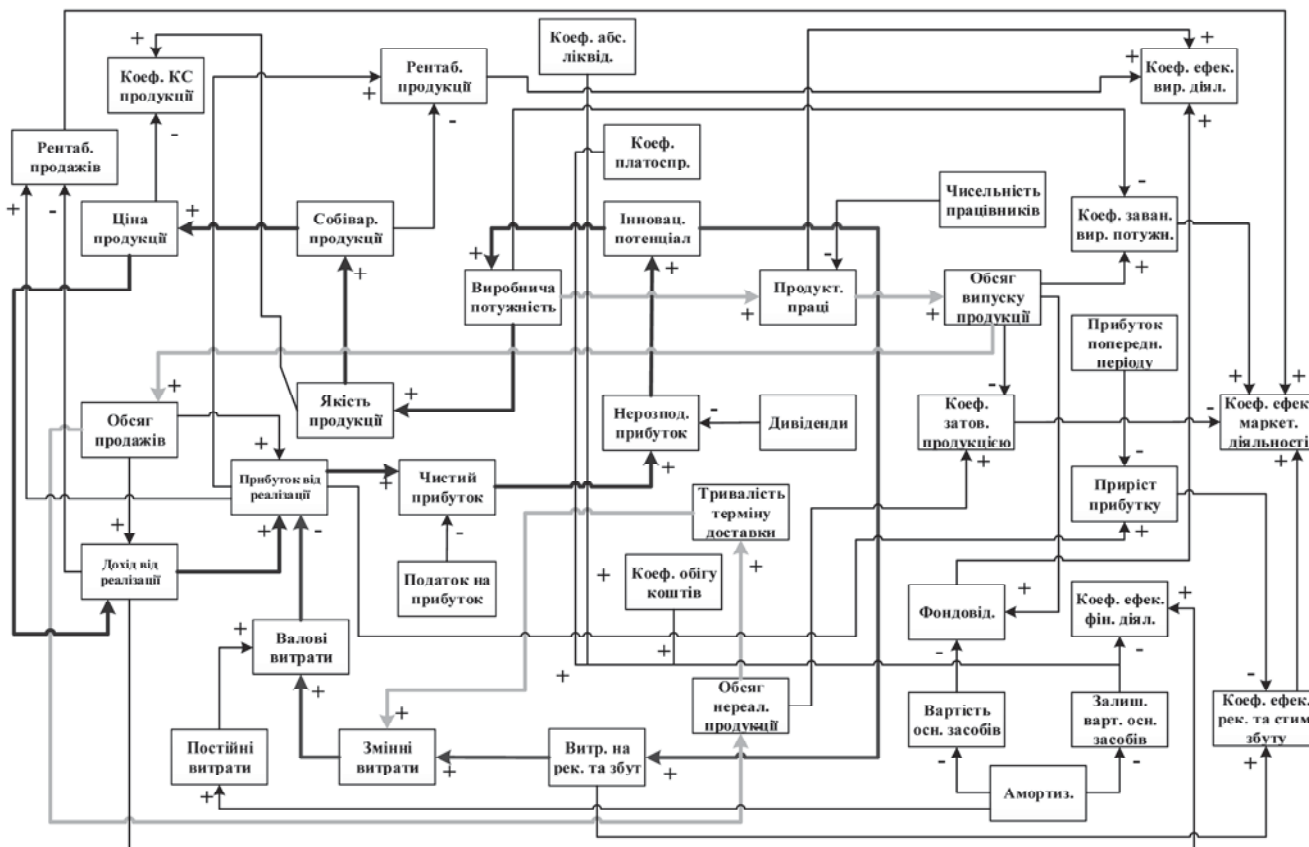 Коеф. абс.
ліквід.
Коеф. КС
продукції
Рентаб.
продукції
Коеф. ефек.
вир. діял.
Рентаб.
продажів
Коеф.
платоспр.
Чисельність
працівників
Ціна
продукції
Собівар.
продукції
Інновац.
потенціал
Коеф. заван.
вир. потужи.
Виробнича
потужність
Продукт.
праці
Обсяг
випуску
продукції
Прибуток
попередн.
періоду
Обсяг
продажів
Якість
продукції
Нерозпод.
прибуток
Дивіденди
Коеф.
затов.
продукцією
Коеф. ефек.
маркет.
діяльності
Прибуток від
реалізації
Чистий
прибуток
Тривалість
терміну
доставки
Приріст
прибутку
Дохід від
реалізації
Податок на
прибуток
Коеф. обігу
коштів
Фондовід.
Коеф. ефек.
фін. діял.
Валові
витрати
Обсяг
нереал.
продукції
Вартість
осн. засобів
Залиш.
варт. осн.
засобів
Коеф. ефек.
рек. та стим.
збуту
Постійні
витрати
Змінні
витрати
Витр. на
рек. та збут
Амортиз.